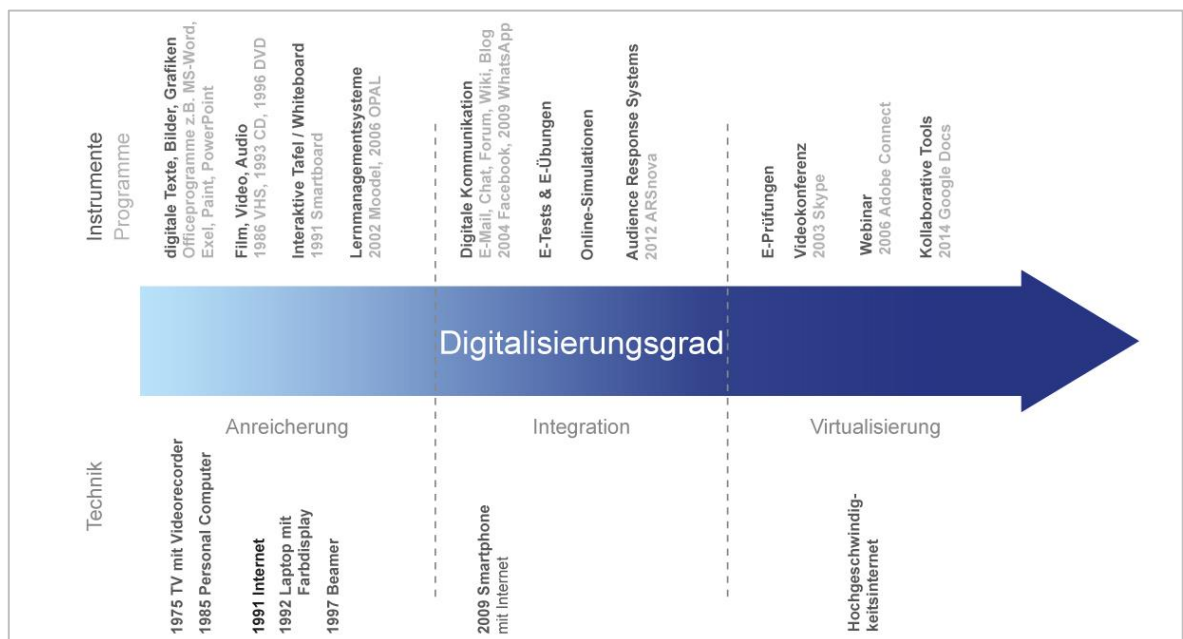 Instrumente
Programme
digitale Texte, Bilder, Grafiken
Officeprogramme z.B. MS-Word,
Exel, Paint, PowerPoint
Film, Video, Audio
1986 VHS, 1993 CD, 1996 DVD
Interaktive Tafel / Whiteboard
1991 Smartboard
Lernmanagementsysteme
2002 Moodel, 2006 OPAL
Digitale Kommunikation
E-Mail, Chat, Forum, Wiki, Blog
2004 Facebook, 2009 WhatsApp
E-Tests & E-Übungen
Online-Simulationen
Audience Response Systems
2012 ARSnova
E-Prüfungen
Videokonferenz
2003 Skype
Webinar
2006 Adobe Connect
Kollaborative Tools
2014 Google Docs
Digitalisierungsgrad
Anreicherung
Integration
Virtualisierung
Technik
1975 TV mit Videorecorder
1985 Personal Computer
1991 Internet
1992 Laptop mit
Farbdisplay
1997 Beamer
2009 Smartphone
mit Internet
Hochgeschwindig-
keitsinternet